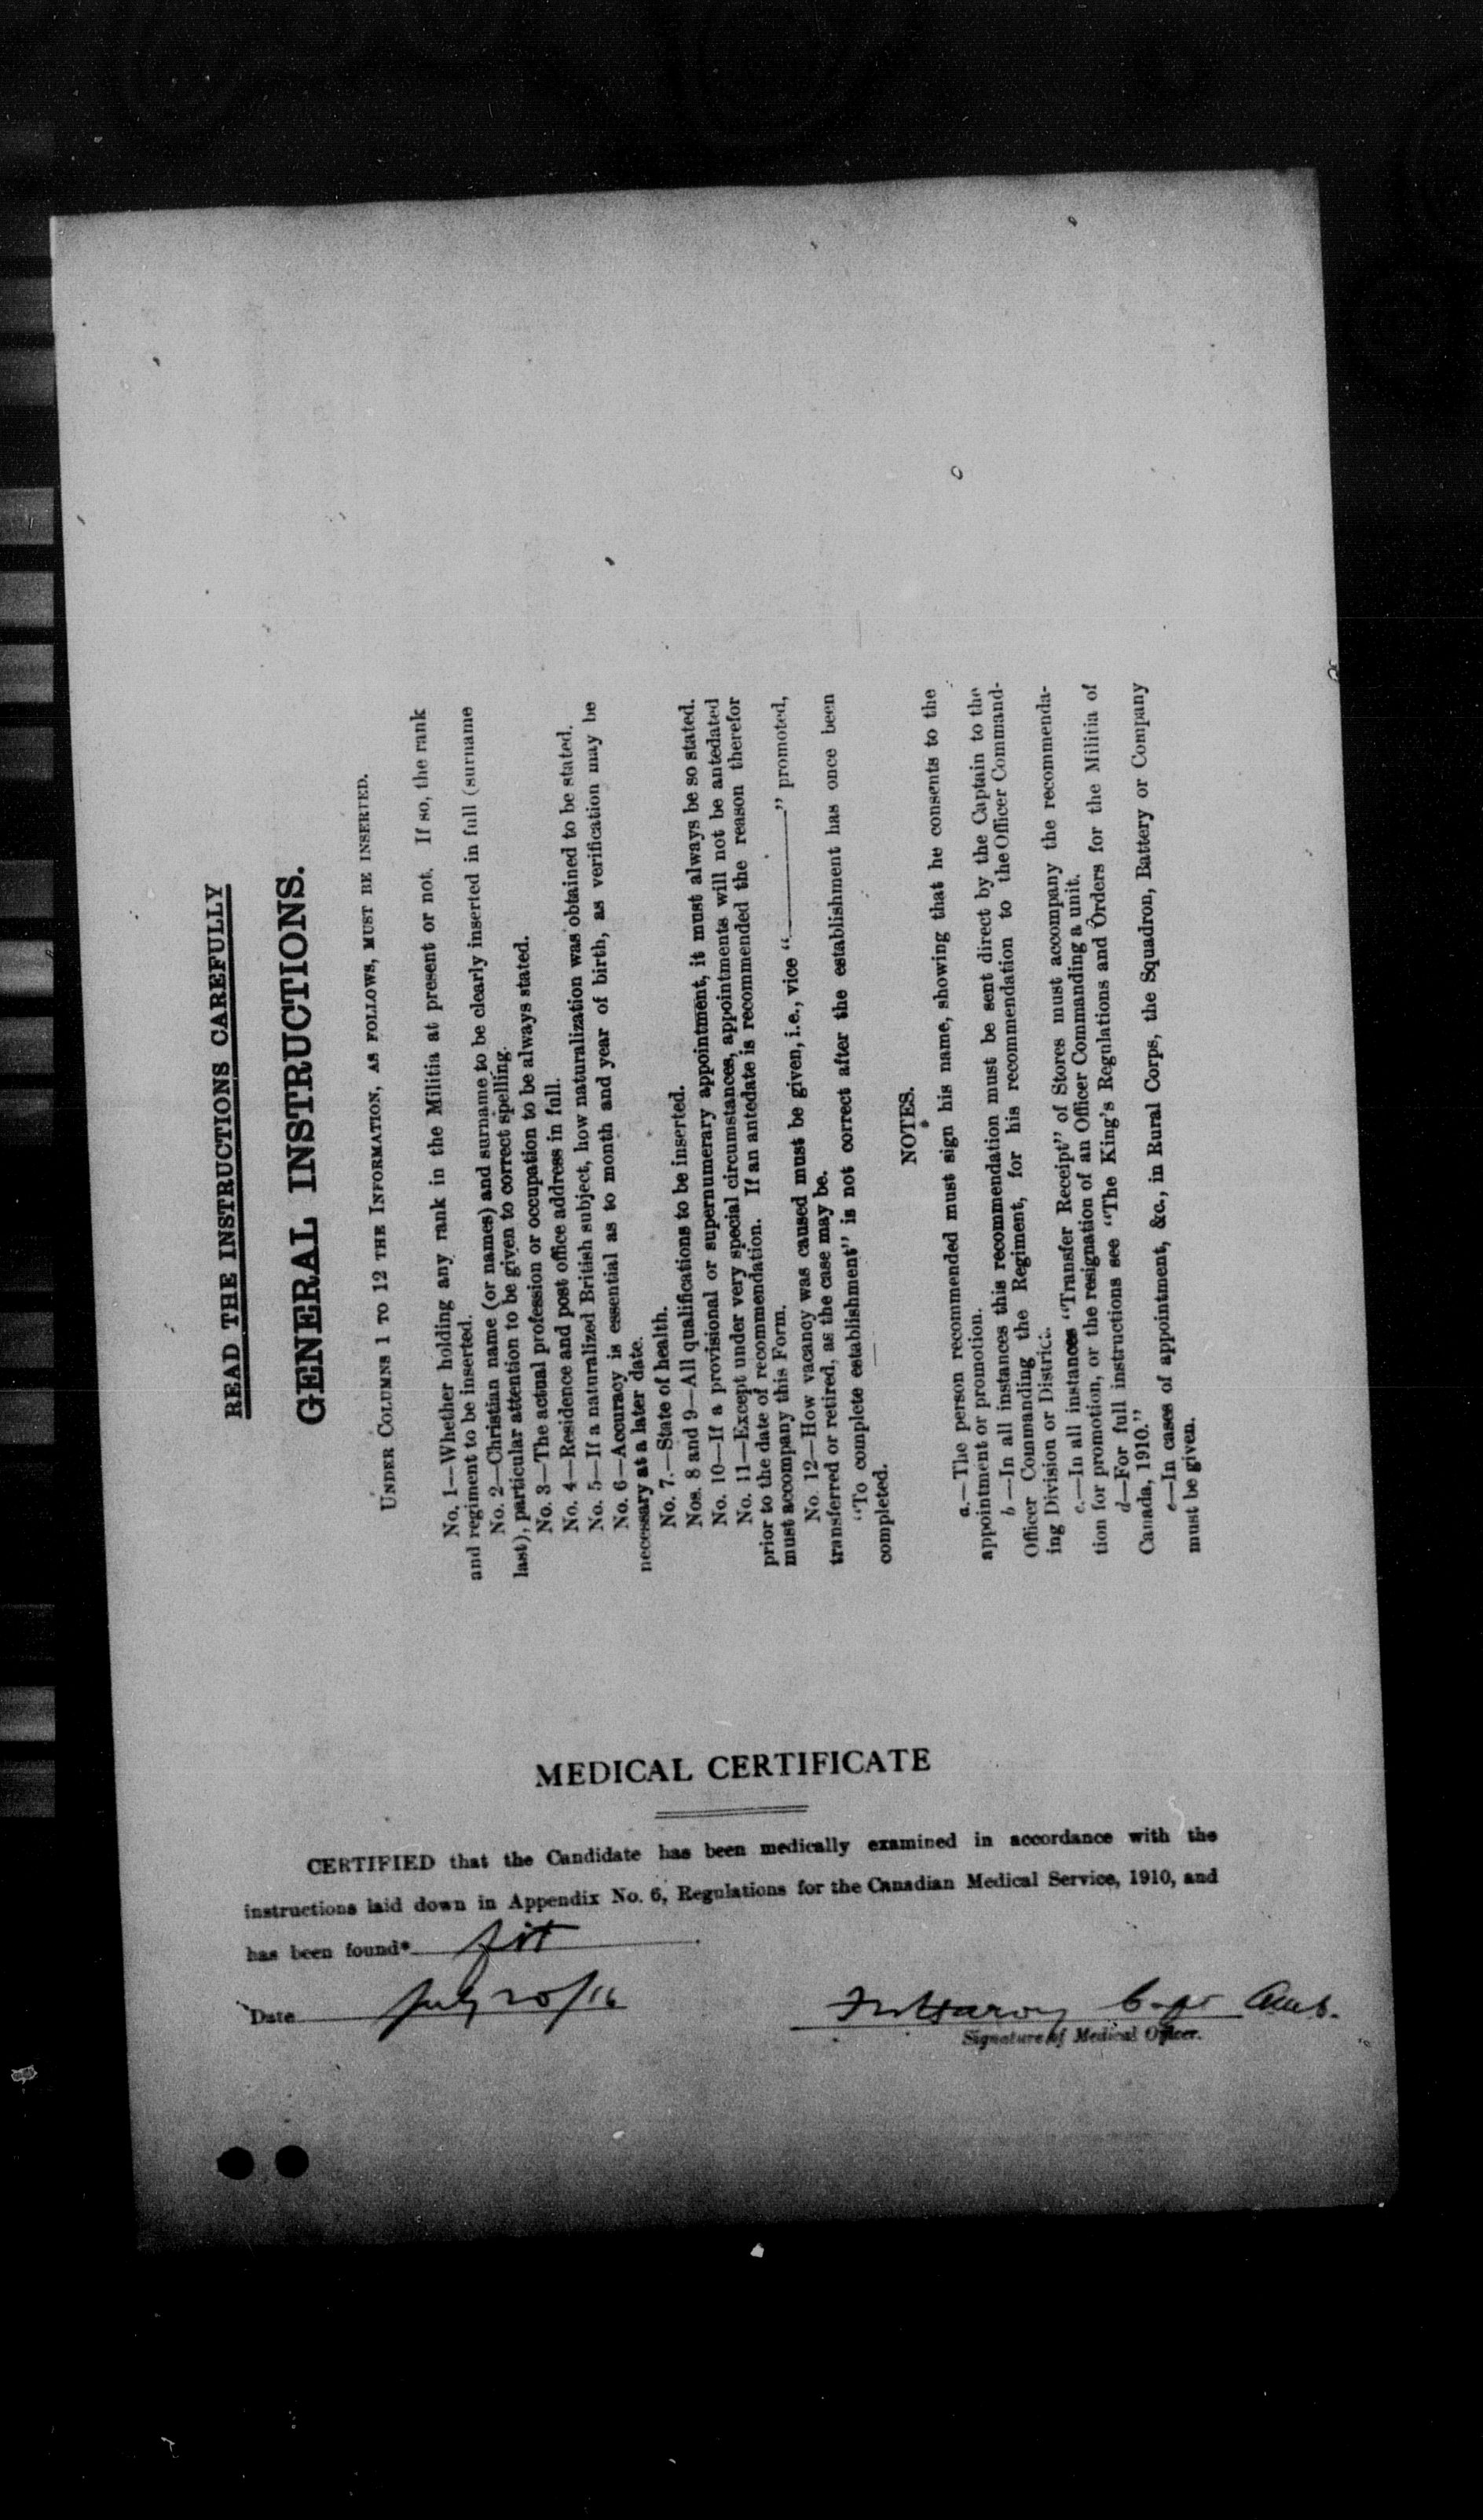 READ THE INSTRUCTIONS CAREFULLY
GENERAL INSTRUCTIONS.
UNDER COLUMNS 1 TO 12 THE INFORMATION, AS FOLLOWS, MUST BE INSERTED.
No. 1—Whether holding any rank in the Militia at present or not. If so, the rank
and regiment to be inserted.
No. 2—Christian name (or names) and surname to be clearly inserted in full (surname
last), particular attention to be given to correct spelling.
No. 3—The actual profession or occupation to be always stated.
No. 4—Residence and post office address in full.
No. 5—If a naturalized British subject, how naturalization was obtained to be stated.
No. 6—Accuracy is essential as to month and year of birth, as verification may be
necessary at a later date.
No. 7.—State of health.
Nos. 8 and 9—All qualifications to be inserted.
No. 10—If a provisional or supernumerary appointment, it must always be so stated.
No. 11—Except under very special circumstances, appointments will not be antedated
prior to the date of recommendation. If an antedate is recommended the reason therefor
must accompany this Form.
No. 12—How vacancy was caused must be given, i.e., vice “————” promoted,
transferred or retired, as the case may be.
“To complete establishment” is not correct after the establishment has once been
completed.
NOTES.
a.—The person recommended must sign his name, showing that he consents to the
appointment or promotion.
b—In all instances this recommendation must be sent direct by the Captain to the
Officer Commanding the Regiment, for his recommendation to the Officer Command-
ing Division or District.
c.—In all instances “Transfer Receipt” of Stores must accompany the recommenda-
tion for promotion, or the resignation of an Officer Commanding a unit.
d—For full instructions see “The King's Regulations and Orders for the Militia of
Canada, 1910.”
e—In cases of appointment, &c., in Rural Corps, the Squadron, Battery or Company
must be given.
MEDICAL CERTIFICATE
CERTIFIED that the Candidate has been medically examined in accordance with the
instructions laid down in Appendix No. 6, Regulations for the Canadian Medical Service, 1910, and
has been found* fit
Date July 20/16
Capt
Signature of Medical Officer.